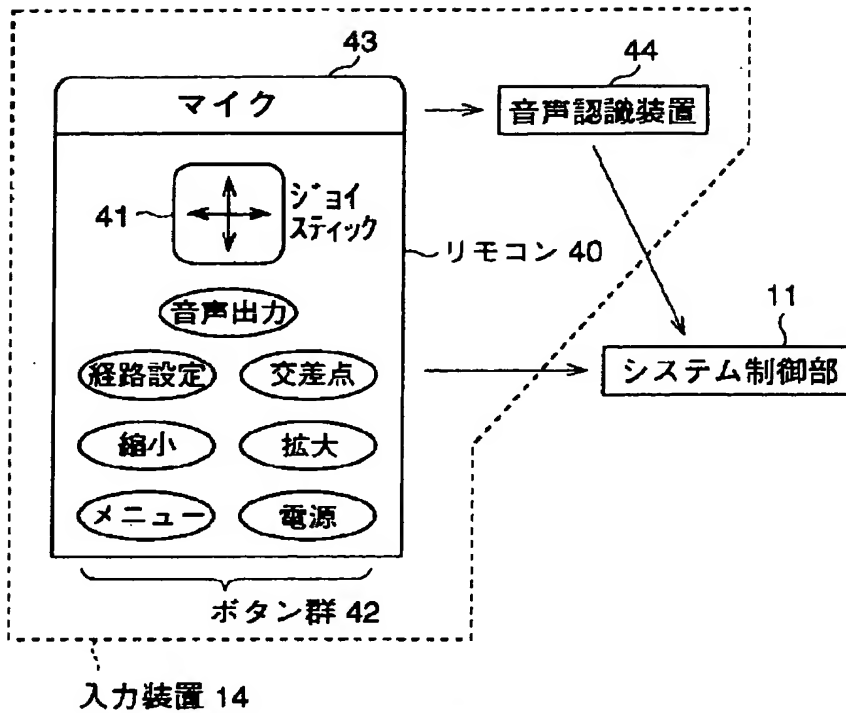 43
マイク
44
音声認識装置
41
ジョイ
スティック
リモコン 40
音声出力
11
経路設定
交差点
システム制御部
縮小
拡大
メニュー
電源
ボタン群 42
入力装置 14